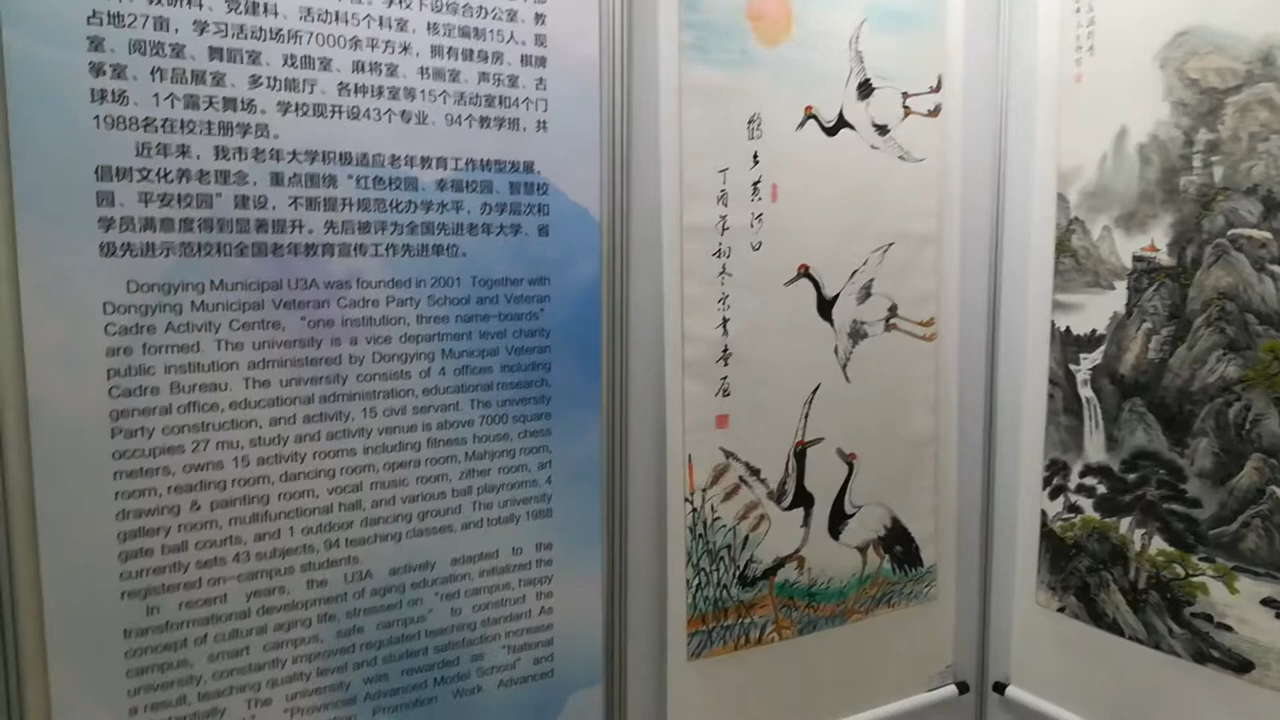 教研科、党建科、活动科5个科室，核定编制15人。现
占地27亩，学习活动场所7000余平方米，拥有健身房、棋牌
室、阅览室、舞蹈室、戏曲室、麻将室、书画室、声乐室、古
筝室、作品展室、多功能厅、各种球室等15个活动室和4个门
球场、1个露天舞场。学校现开设43个专业、94个教学班，共
1988名在校注册学员。
近年来，我市老年大学积极适应老年教育工作转型发展，
倡树文化养老理念，重点围绕“红色校园、幸福校园、智慧校
园、平安校园”建设，不断提升规范化办学水平，办学层次和
学员满意度得到显著提升。先后被评为全国先进老年大学、省
级先进示范校和全国老年教育宣传工作先进单位。
Dongying Municipal U3A was founded in 2001. Together with
Dongying Municipal Veteran Cadre Party School and Veteran
Cadre Activity Centre, “one institution, three name-boards”
are formed. The university is a vice department level charity
public institution administered by Dongying Municipal Veteran
Cadre Bureau. The university consists of 4 offices including
general office, educational administration, educational research,
Party construction, and activity, 15 civil servant. The university
occupies 27 mu, study and activity venue is above 7000 square
meters, owns 15 activity rooms including fitness house, chess
room, reading room, dancing room, opera room, Mahjong room,
drawing & painting room, vocal music room, zither room, art
gallery room, multifunctional hall, and various ball playrooms, 4
gate ball courts, and 1 outdoor dancing ground. The university
currently sets 43 subjects, 94 teaching classes, and totally 1988
registered on-campus students.
In recent years, the U3A actively adapted to the
transformational development of aging education, initialized the
concept of cultural aging life, stressed on “red campus, happy
campus, smart campus, safe campus” to construct the
university, constantly improved regulated teaching standard. As
a result, teaching quality level and student satisfaction increase
The university was rewarded as “National
“Provincial Advanced Model School” and
Promotion Work Advanced
鹤乡黄河口
丁酉年初冬